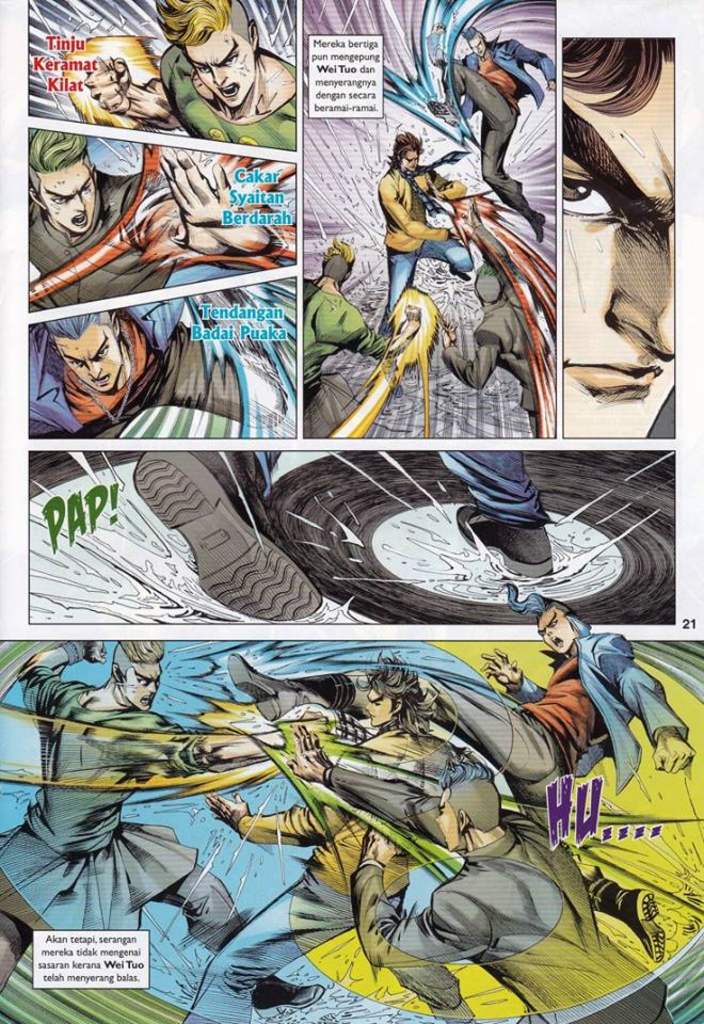 Tinju
Keramat
Kilat
Mereka bertiga
pun mengepung
Wei Tuo dan
menyerangnya
dengan secara
beramai-ramai.
Cakar
Syaitan
Berdarah
Tendangan
Badai Puaka
PAP!
21
HU....
Akan tetapi, serangan
mereka tidak mengenai
sasaran kerana Wei Tuo
telah menyerang balas.